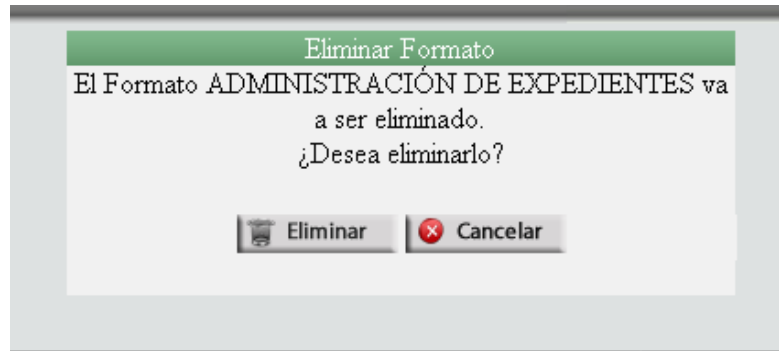 Eliminar Formato
El Formato ADMINISTRACIÓN DE EXPEDIENTES va
a ser eliminado.
¿Desea eliminarlo?
Eliminar Cancelar